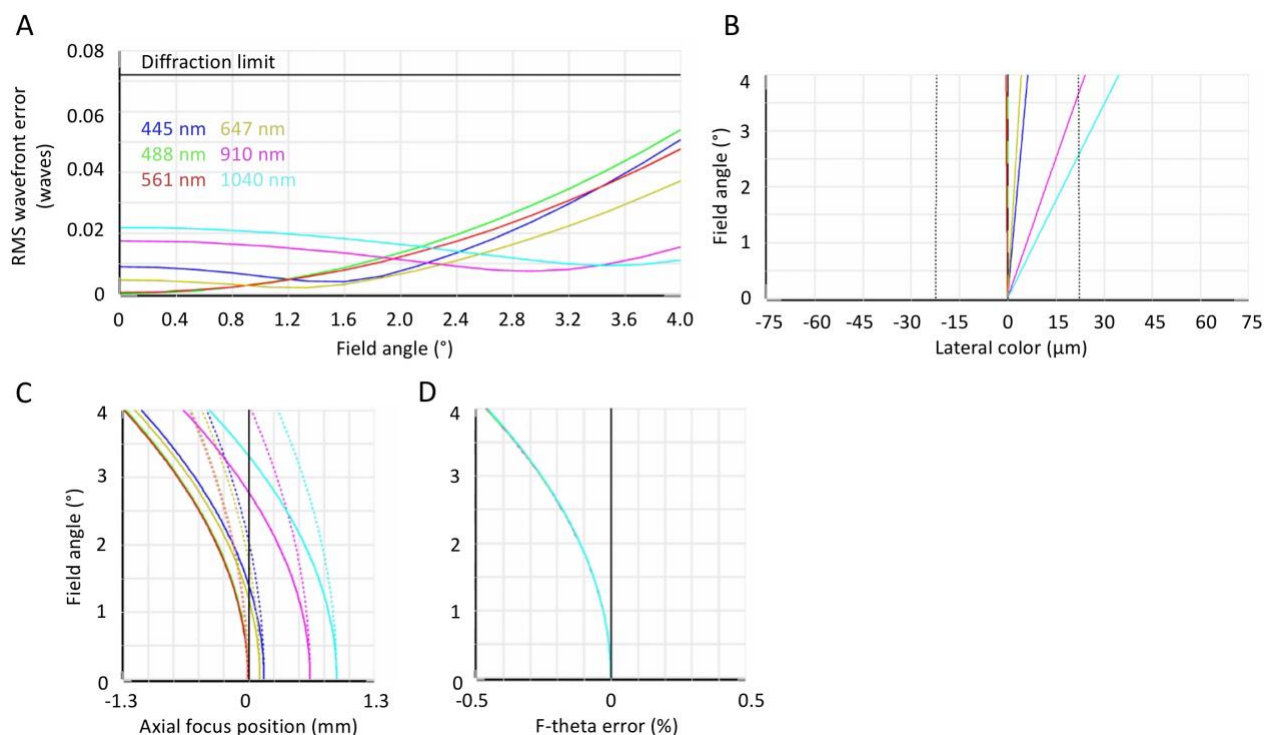 A
0.08
Diffraction limit
0.06
445 nm 647 nm
488 nm 910 nm
561 nm 1040 nm
0.04
0.02
0
RMS wavefront error
(waves)
0 0.4 0.8 1.2 1.6 2.0 2.4 2.8 3.2 3.6 4.0
Field angle (°)
B
4
3
2
1
0
Field angle (°)
-75 -60 -45 -30 -15 0 15 30 45 60 75
Lateral color (µm)
C
4
3
2
1
0
Field angle (°)
-1.3 0 1.3
Axial focus position (mm)
D
4
3
2
1
0
-0.5 0 0.5
F-theta error (%)